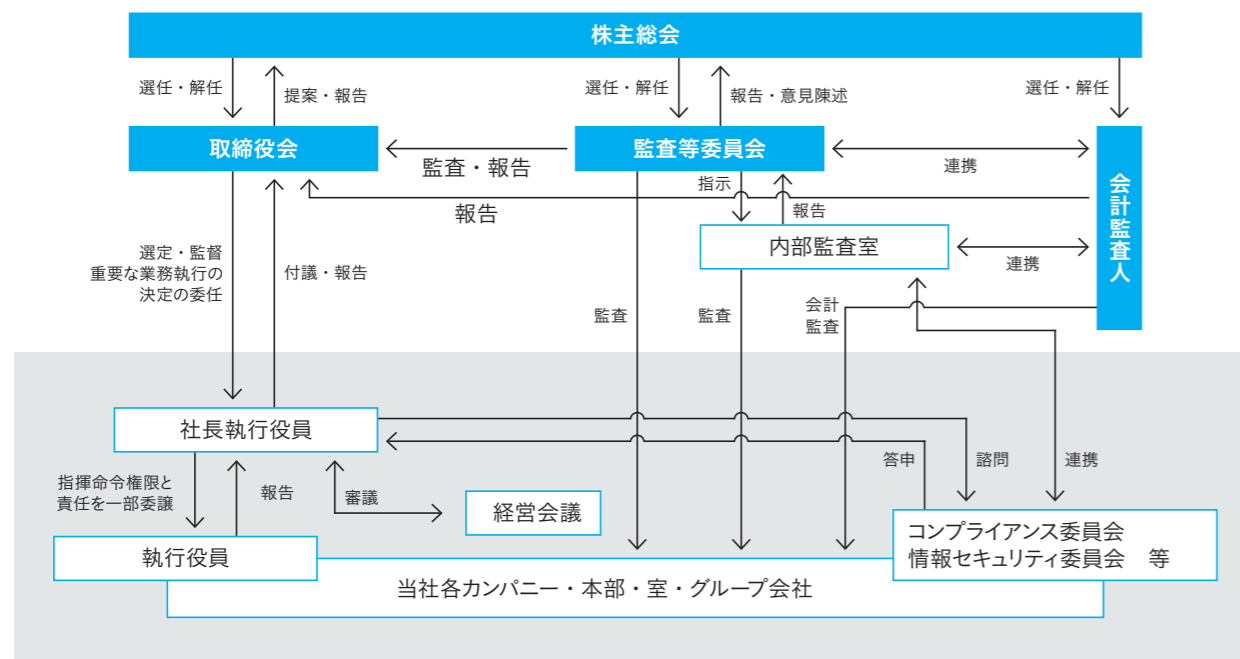 株主総会
選任・解任
提案・報告
選任・解任
報告・意見陳述
選任・解任
取締役会
監査・報告
監査等委員会
連携
会計監査人
指示
報告
報告
内部監査室
連携
選定・監督
重要な業務執行の
決定の委任
付議・報告
監査
監査
会計
監査
社長執行役員
答申
諮問
連携
指揮命令権限と
責任を一部委譲
報告
審議
経営会議
コンプライアンス委員会
情報セキュリティ委員会 等
執行役員
当社各カンパニー・本部・室・グループ会社